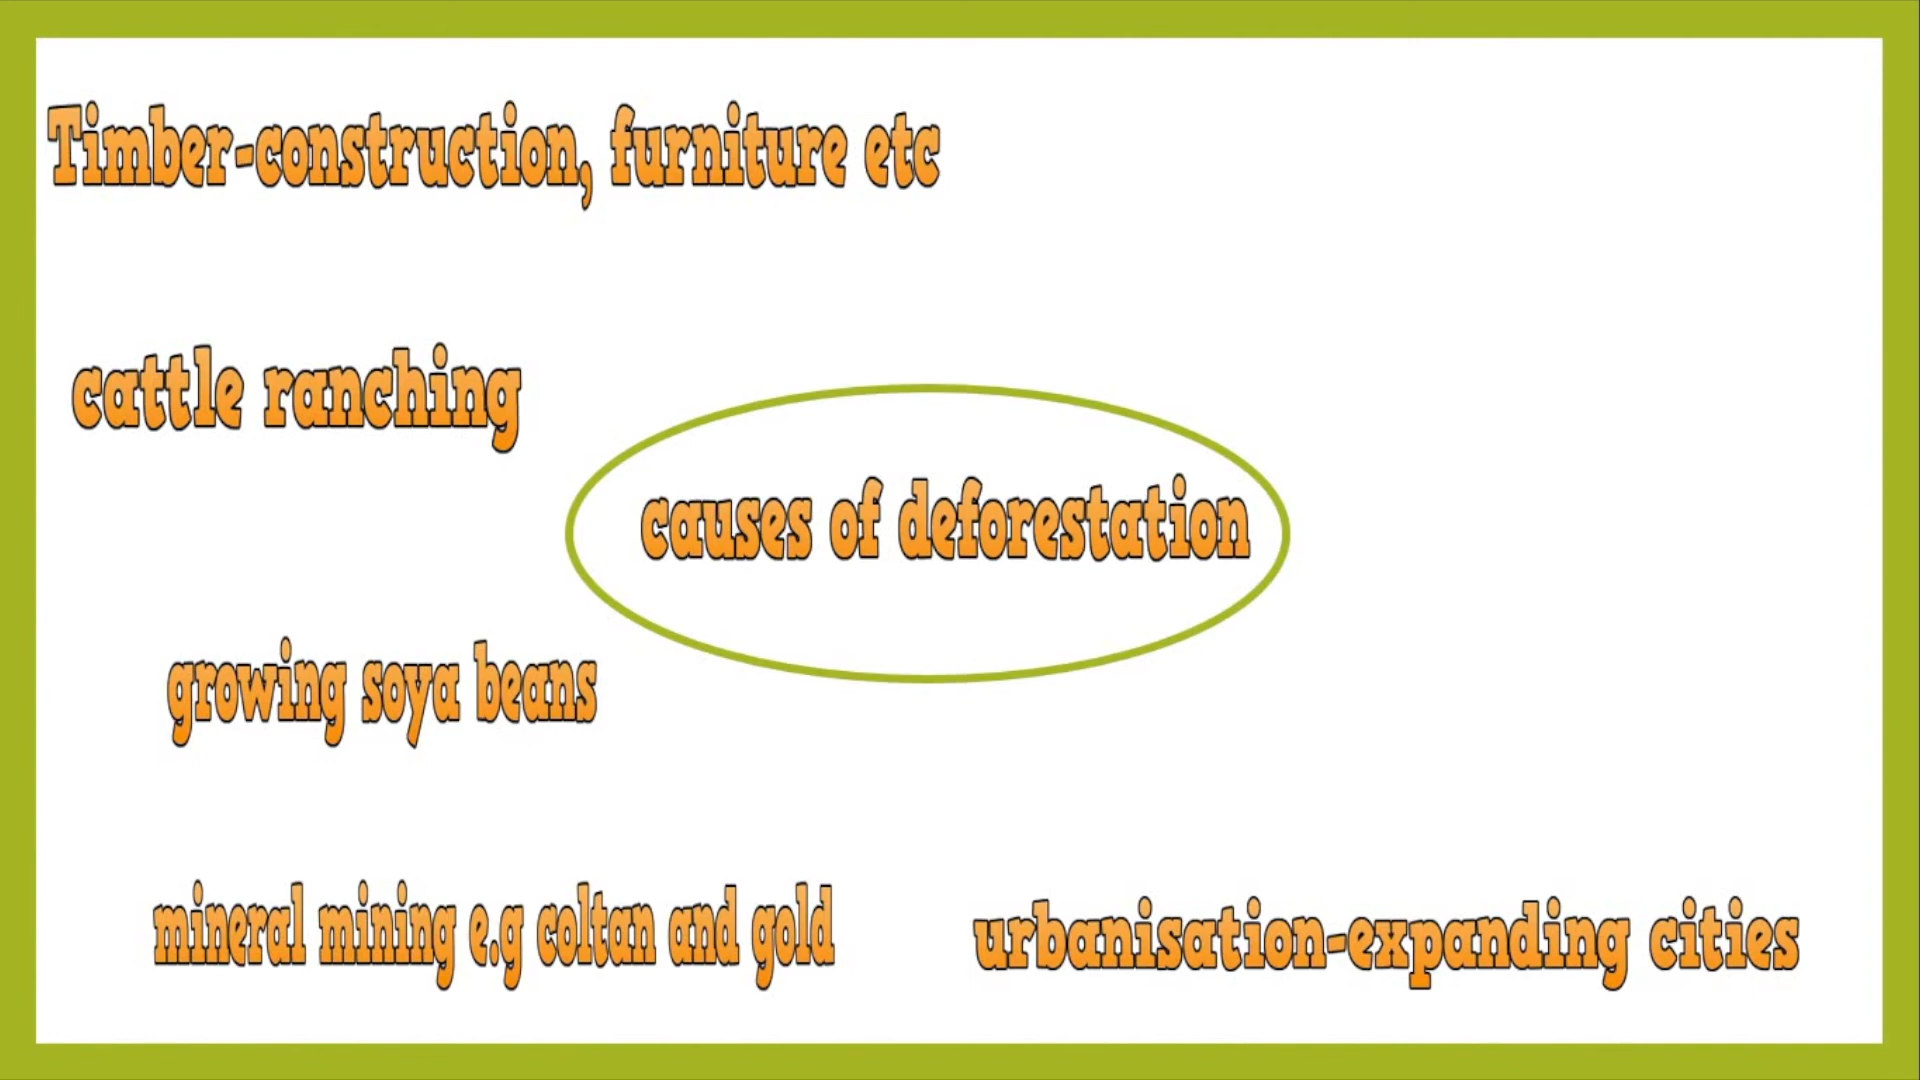 Timber-construction, furniture etc
cattle ranching
causes of deforestation
growing soya beans
mineral mining e.g coltan and gold
urbanisation-expanding cities